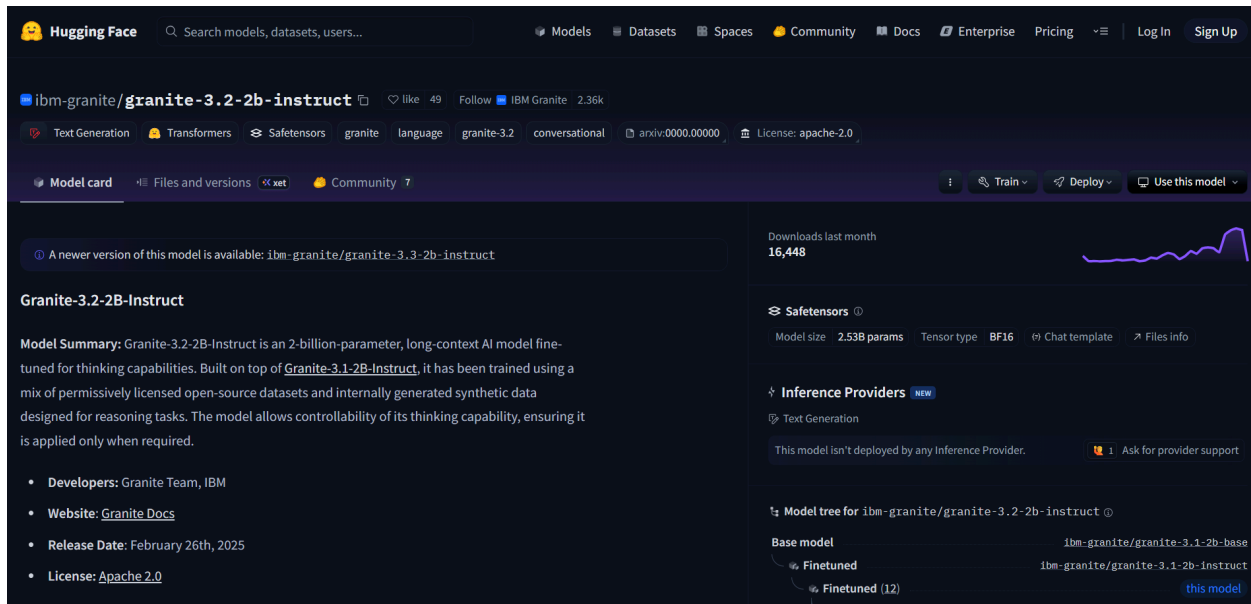 Hugging Face Search models, datasets, users... Models Datasets Spaces Community Docs Enterprise Pricing Log In Sign Up
ibm-granite/granite-3.2-2b-instruct like 49 Follow IBM Granite 2.36k
Text Generation Transformers Safetensors granite language granite-3.2 conversational arxiv:0000.00000 License: apache-2.0
Model card Files and versions xet Community 7 Train Deploy Use this model
A newer version of this model is available: ibm-granite/granite-3.3-2b-instruct
Granite-3.2-2B-Instruct
Model Summary: Granite-3.2-2B-Instruct is an 2-billion-parameter, long-context AI model fine-
tuned for thinking capabilities. Built on top of Granite-3.1-2B-Instruct, it has been trained using a
mix of permissively licensed open-source datasets and internally generated synthetic data
designed for reasoning tasks. The model allows controllability of its thinking capability, ensuring it
is applied only when required.
• Developers: Granite Team, IBM
• Website: Granite Docs
• Release Date: February 26th, 2025
• License: Apache 2.0
Downloads last month
16,448
Safetensors
Model size 2.53B params Tensor type BF16 Chat template Files info
Inference Providers NEW
Text Generation
This model isn't deployed by any Inference Provider. 1 Ask for provider support
Model tree for ibm-granite/granite-3.2-2b-instruct
Base model ibm-granite/granite-3.1-2b-base
Finetuned ibm-granite/granite-3.1-2b-instruct
Finetuned (12) this model